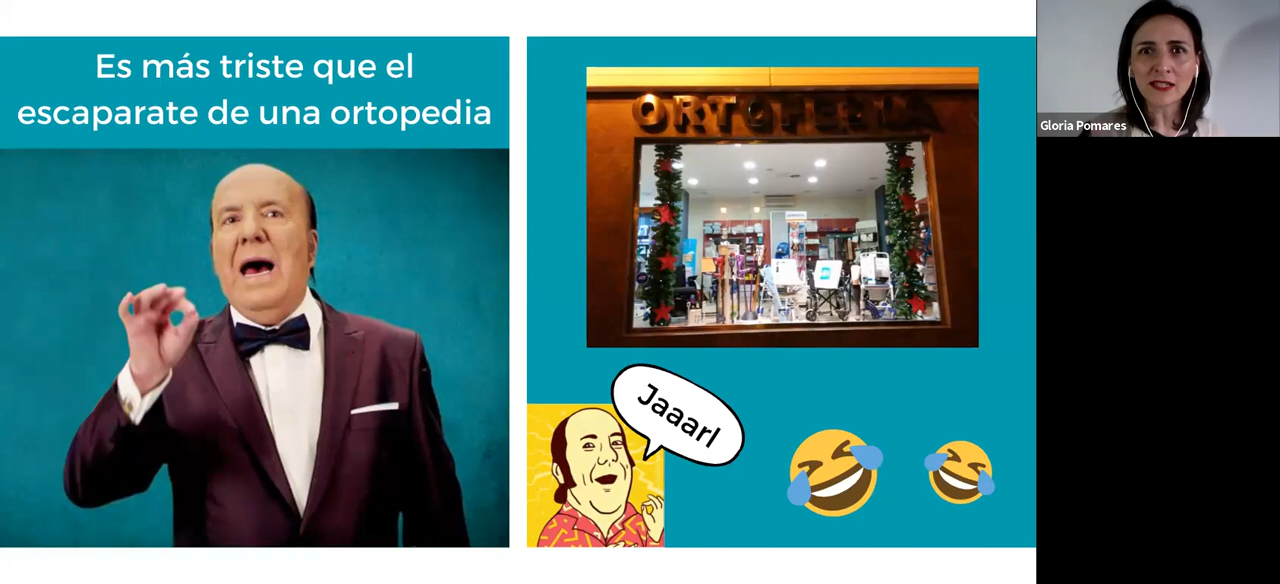 Es más triste que el
escaparate de una ortopedia
ORTOPEDIA
Jaaarl
Gloria Pomares